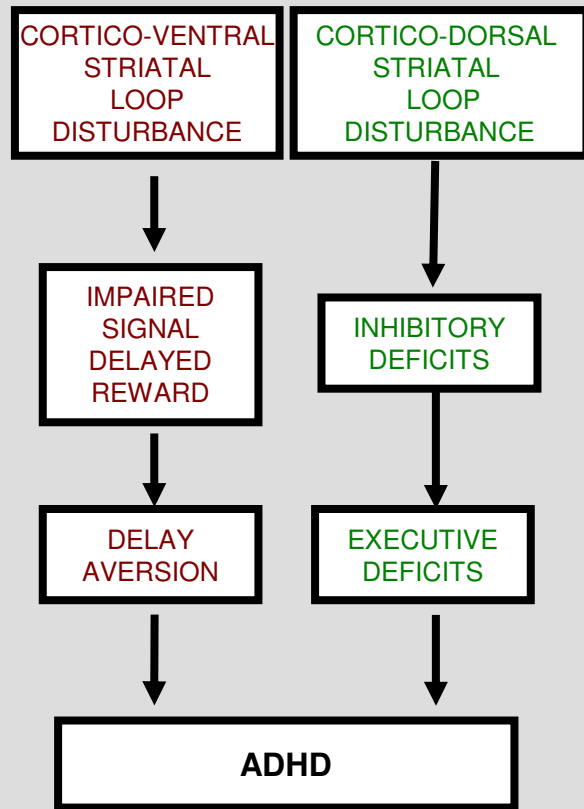 CORTICO-VENTRAL
STRIATAL
LOOP
DISTURBANCE
CORTICO-DORSAL
STRIATAL
LOOP
DISTURBANCE
IMPAIRED
SIGNAL
DELAYED
REWARD
INHIBITORY
DEFICITS
DELAY
AVERSION
EXECUTIVE
DEFICITS
ADHD